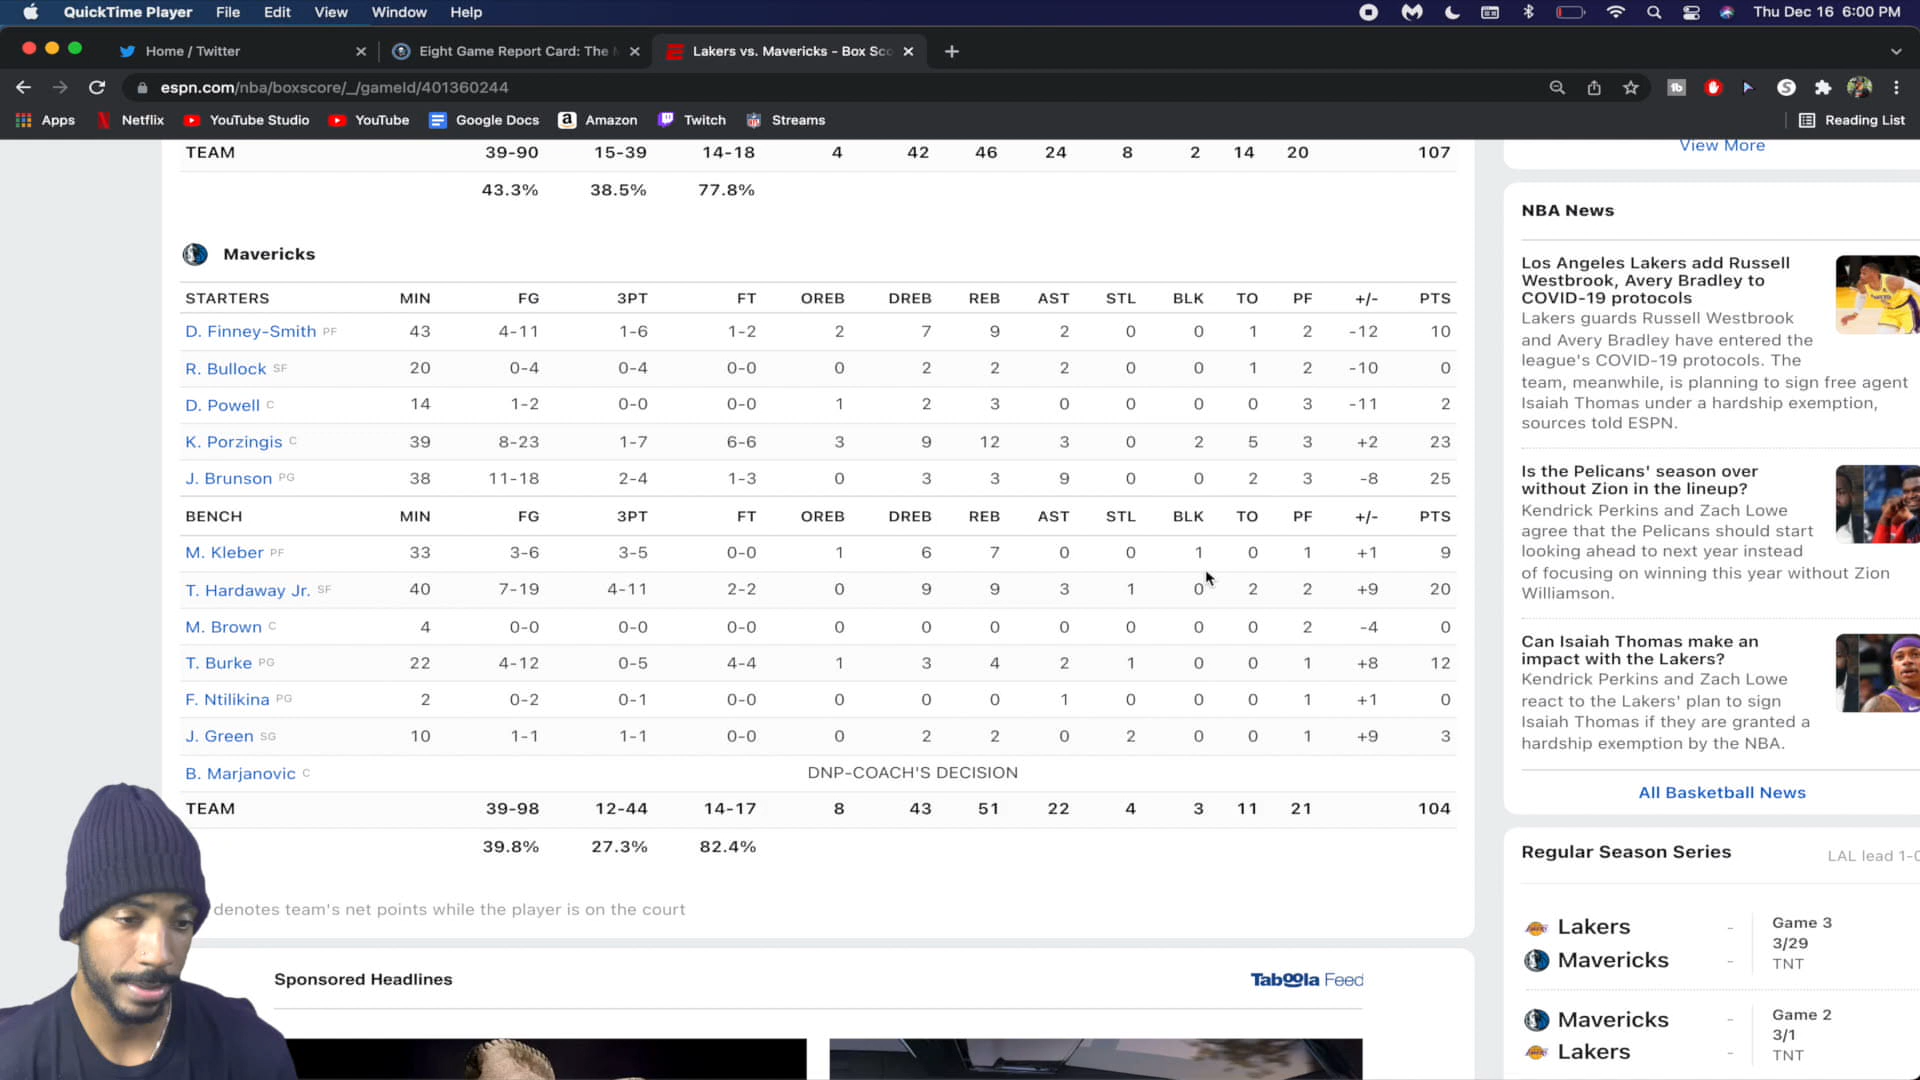 QuickTime Player File Edit View Window Help Thu Dec 16 6:00 PM
Home / Twitter Eight Game Report Card: The Lakers vs. Mavericks - Box Sco
espn.com/nba/boxscore/_/gameId/401360244
Apps Netflix YouTube Studio YouTube Google Docs Amazon Twitch Streams Reading List
TEAM 39-90 15-39 14-18 4 42 46 24 8 2 14 20 107
43.3% 38.5% 77.8%
Mavericks
STARTERS MIN FG 3PT FT OREB DREB REB AST STL BLK TO PF +/- PTS
D. Finney-Smith PF 43 4-11 1-6 1-2 2 7 9 2 0 0 1 2 -12 10
R. Bullock SF 20 0-4 0-4 0-0 0 2 2 2 0 0 1 2 -10 0
D. Powell C 14 1-2 0-0 0-0 1 2 3 0 0 0 0 3 -11 2
K. Porzingis C 39 8-23 1-7 6-6 3 9 12 3 0 2 5 3 +2 23
J. Brunson PG 38 11-18 2-4 1-3 0 3 3 9 0 0 2 3 -8 25
BENCH MIN FG 3PT FT OREB DREB REB AST STL BLK TO PF +/- PTS
M. Kleber PF 33 3-6 3-5 0-0 1 6 7 0 0 1 0 1 +1 9
T. Hardaway Jr. SF 40 7-19 4-11 2-2 0 9 9 3 1 0 2 2 +9 20
M. Brown C 4 0-0 0-0 0-0 0 0 0 0 0 0 0 2 -4 0
T. Burke PG 22 4-12 0-5 4-4 1 3 4 2 1 0 0 1 +8 12
F. Ntilikina PG 2 0-2 0-1 0-0 0 0 0 1 0 0 0 1 +1 0
J. Green SG 10 1-1 1-1 0-0 0 2 2 0 2 0 0 1 +9 3
B. Marjanovic C DNP-COACH'S DECISION
TEAM 39-98 12-44 14-17 8 43 51 22 4 3 11 21 104
39.8% 27.3% 82.4%
denotes team's net points while the player is on the court
Sponsored Headlines Taboola Feed
View More
NBA News
Los Angeles Lakers add Russell
Westbrook, Avery Bradley to
COVID-19 protocols
Lakers guards Russell Westbrook
and Avery Bradley have entered the
league's COVID-19 protocols. The
team, meanwhile, is planning to sign free agent
Isaiah Thomas under a hardship exemption,
sources told ESPN.
Is the Pelicans' season over
without Zion in the lineup?
Kendrick Perkins and Zach Lowe
agree that the Pelicans should start
looking ahead to next year instead
of focusing on winning this year without Zion
Williamson.
Can Isaiah Thomas make an
impact with the Lakers?
Kendrick Perkins and Zach Lowe
react to the Lakers' plan to sign
Isaiah Thomas if they are granted a
hardship exemption by the NBA.
All Basketball News
Regular Season Series LAL lead 1-0
Lakers - Game 3
3/29
Mavericks - TNT
Mavericks - Game 2
3/1
Lakers - TNT